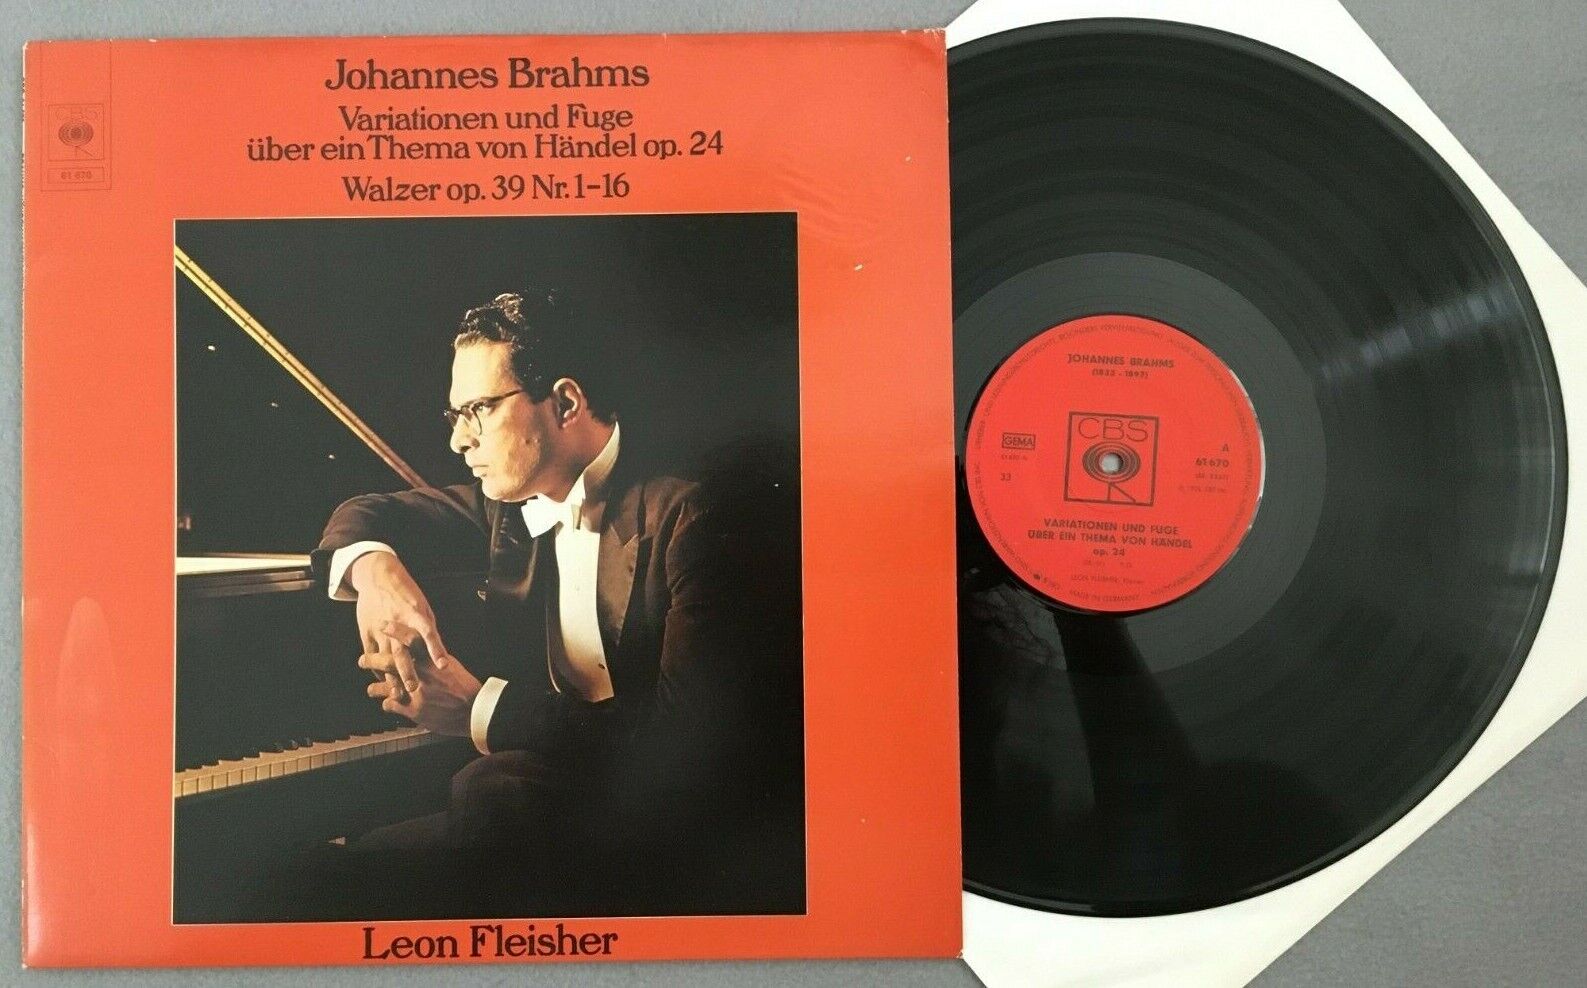 Johannes Brahms
Variationen und Fuge
über ein Thema von Händel op. 24
Walzer op. 39 Nr. 1-16
CBS
61 670
Leon Fleisher
JOHANNES BRAHMS
(1833 - 1897)
CBS
GEMA
33
A
61 670
VARIATIONEN UND FUGE
ÜBER EIN THEMA VON HÄNDEL
op. 24
LEON FLEISHER, Klavier
MADE IN GERMANY